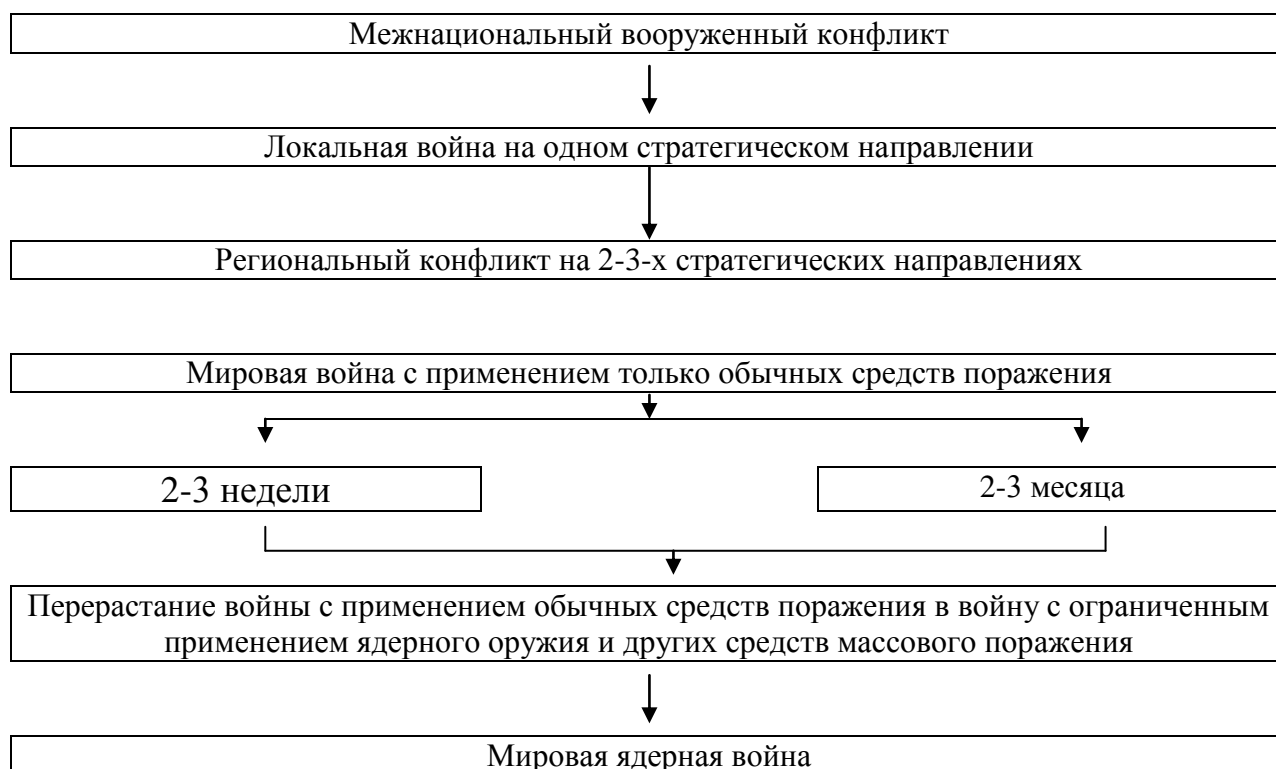 Межнациональный вооруженный конфликт
Локальная война на одном стратегическом направлении
Региональный конфликт на 2-3-х стратегических направлениях
Мировая война с применением только обычных средств поражения
2-3 недели
2-3 месяца
Перерастание войны с применением обычных средств поражения в войну с ограниченным
применением ядерного оружия и других средств массового поражения
Мировая ядерная война